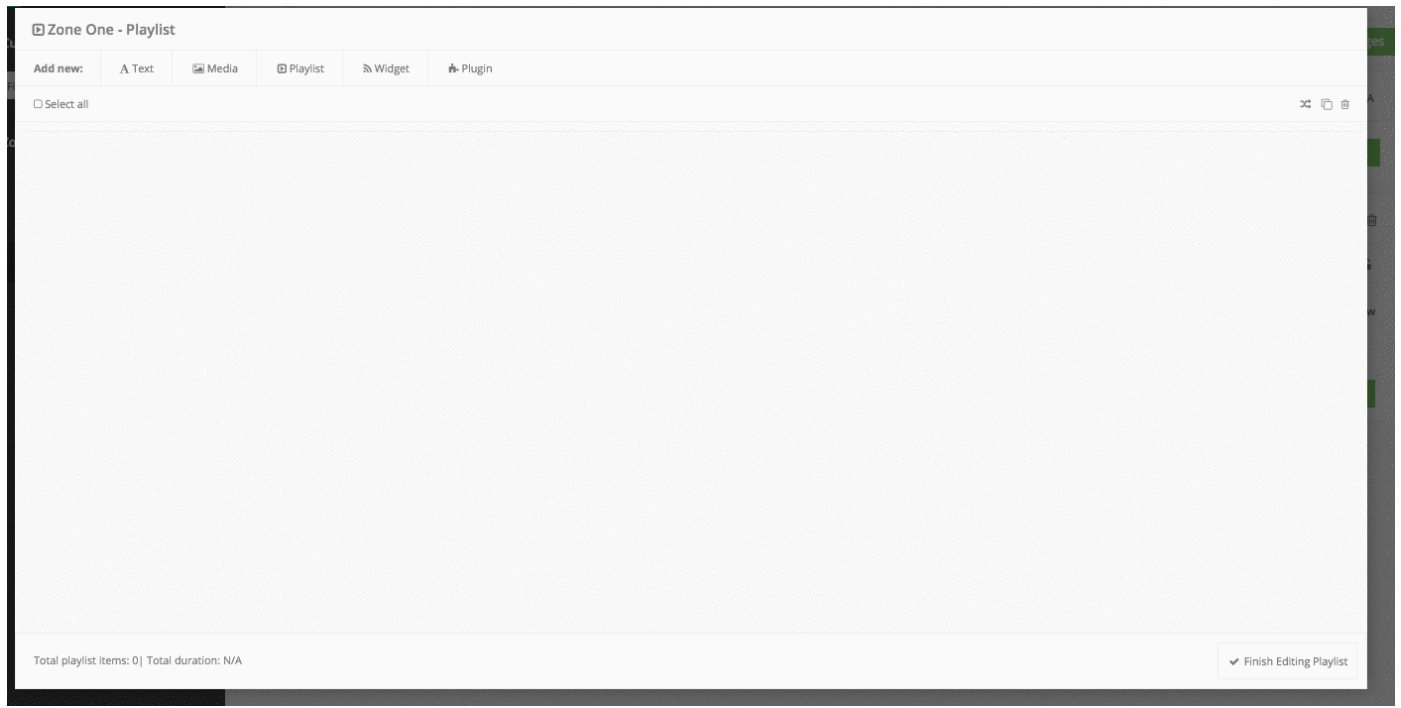 Zone One - Playlist
Add new: Text Media Playlist Widget Plugin
Select all
Total playlist items: 0| Total duration: N/A
Finish Editing Playlist